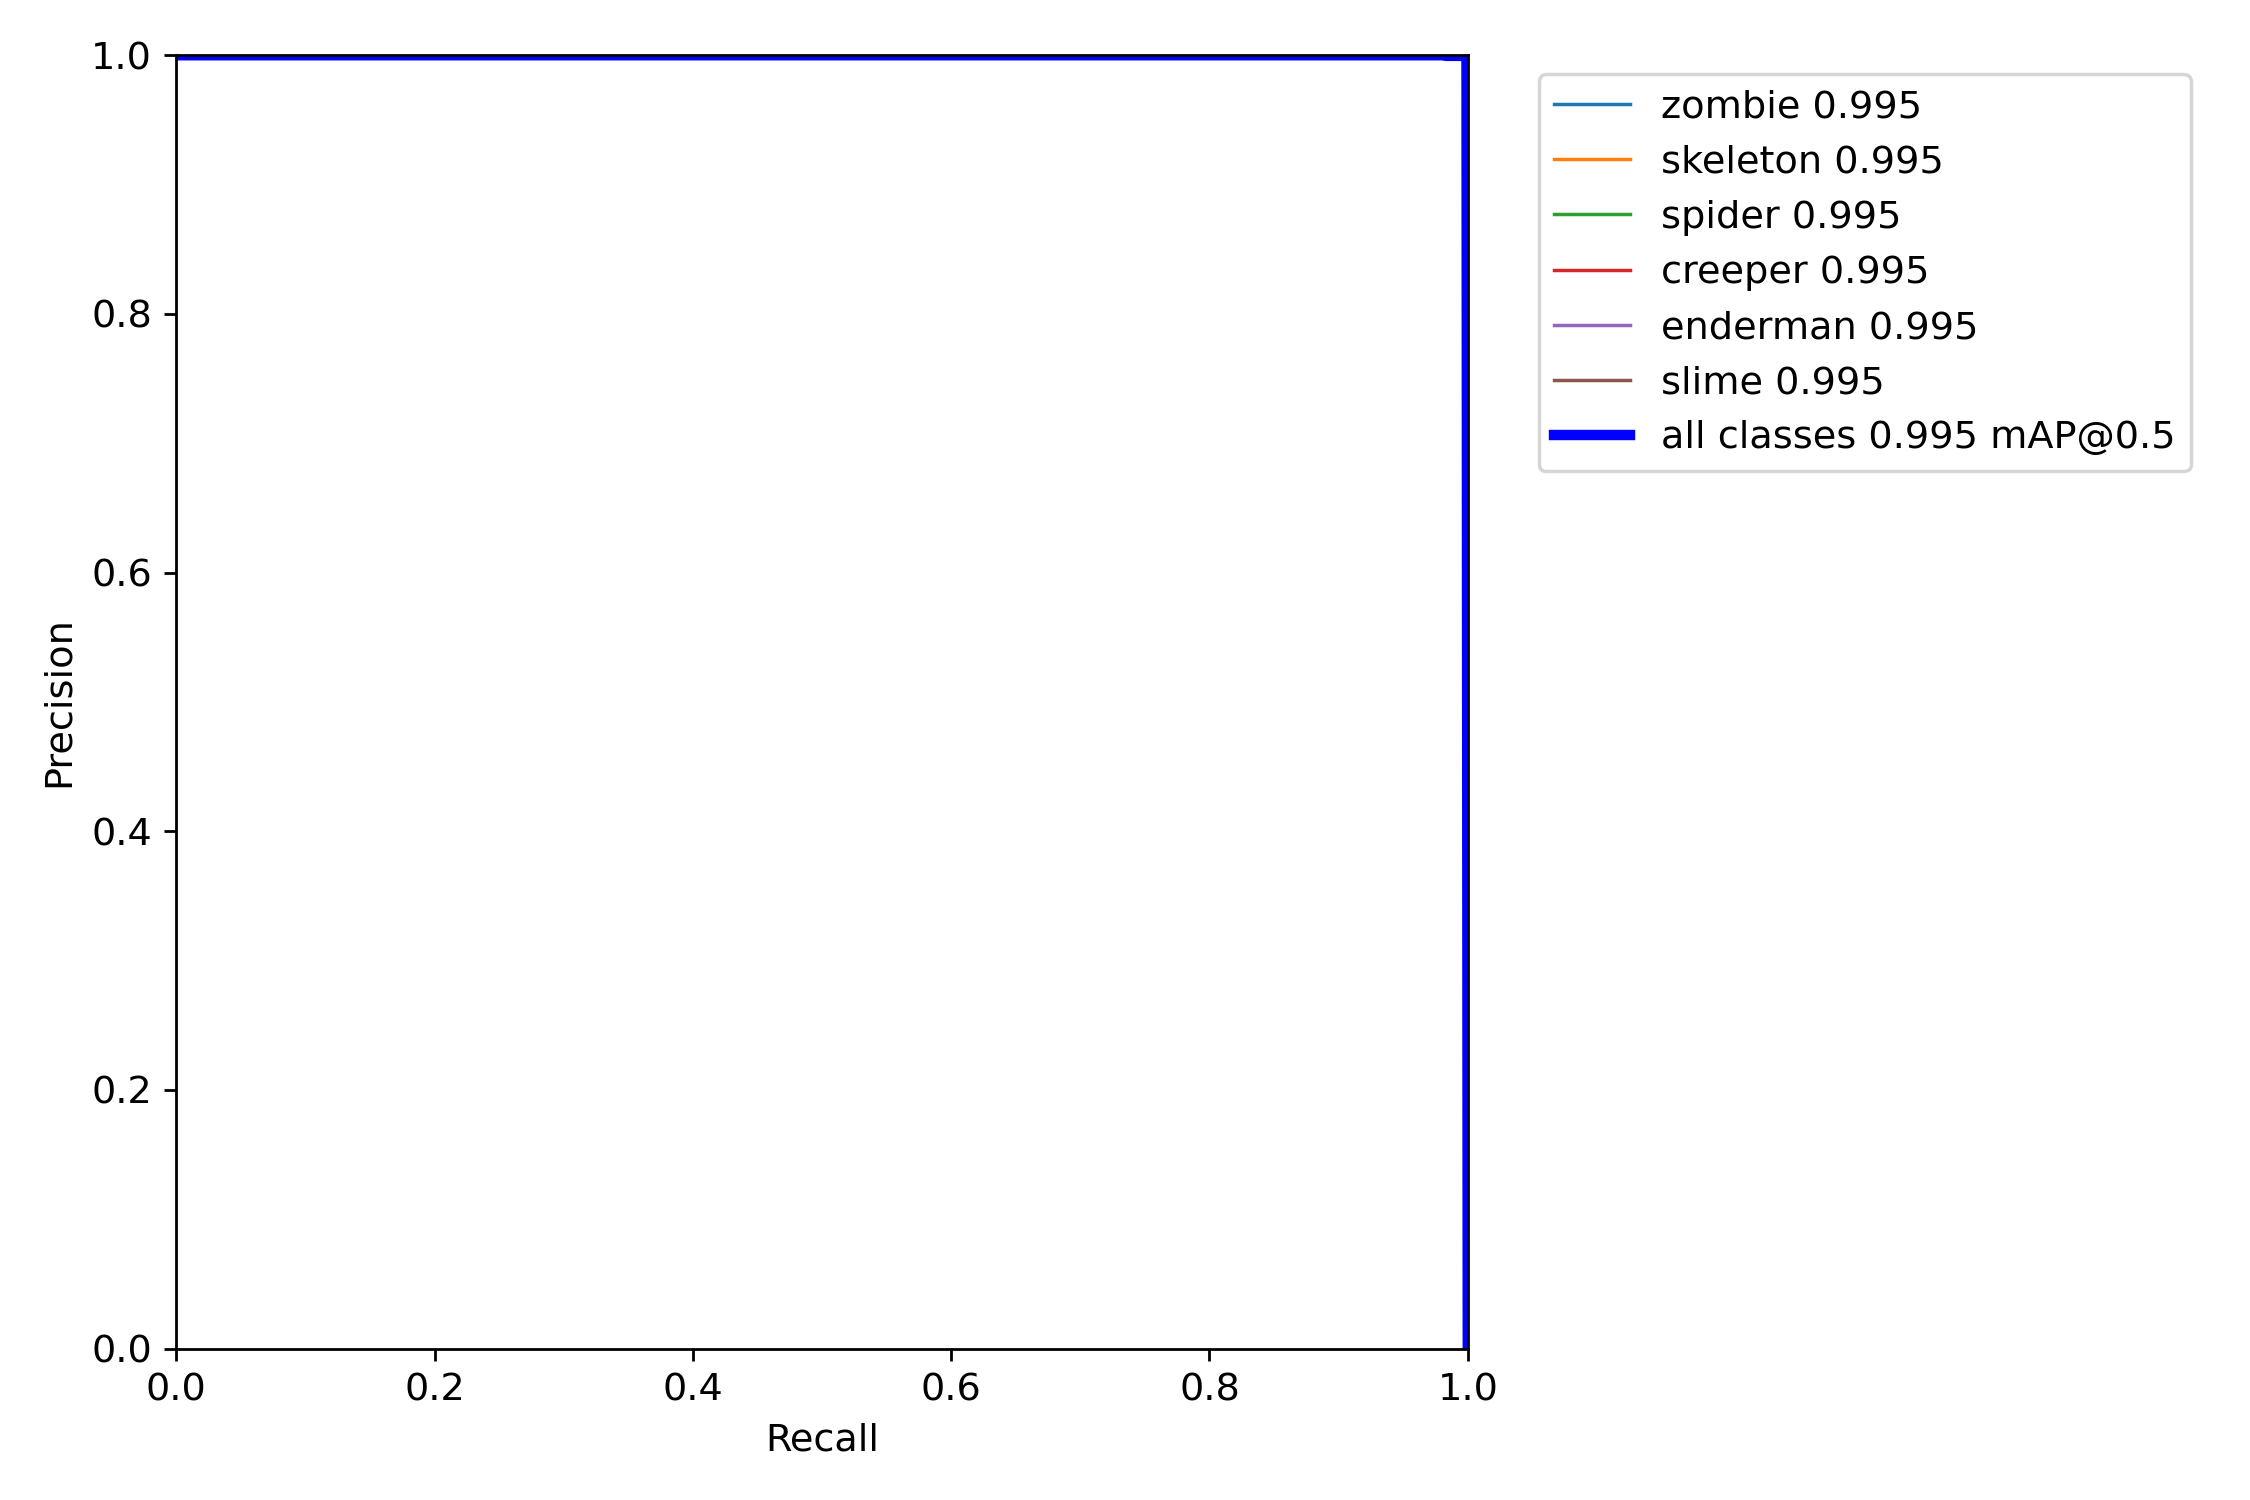 1.0
0.8
0.6
0.4
0.2
0.0
Precision
0.0 0.2 0.4 0.6 0.8 1.0
Recall
zombie 0.995
skeleton 0.995
spider 0.995
creeper 0.995
enderman 0.995
slime 0.995
all classes 0.995 mAP@0.5